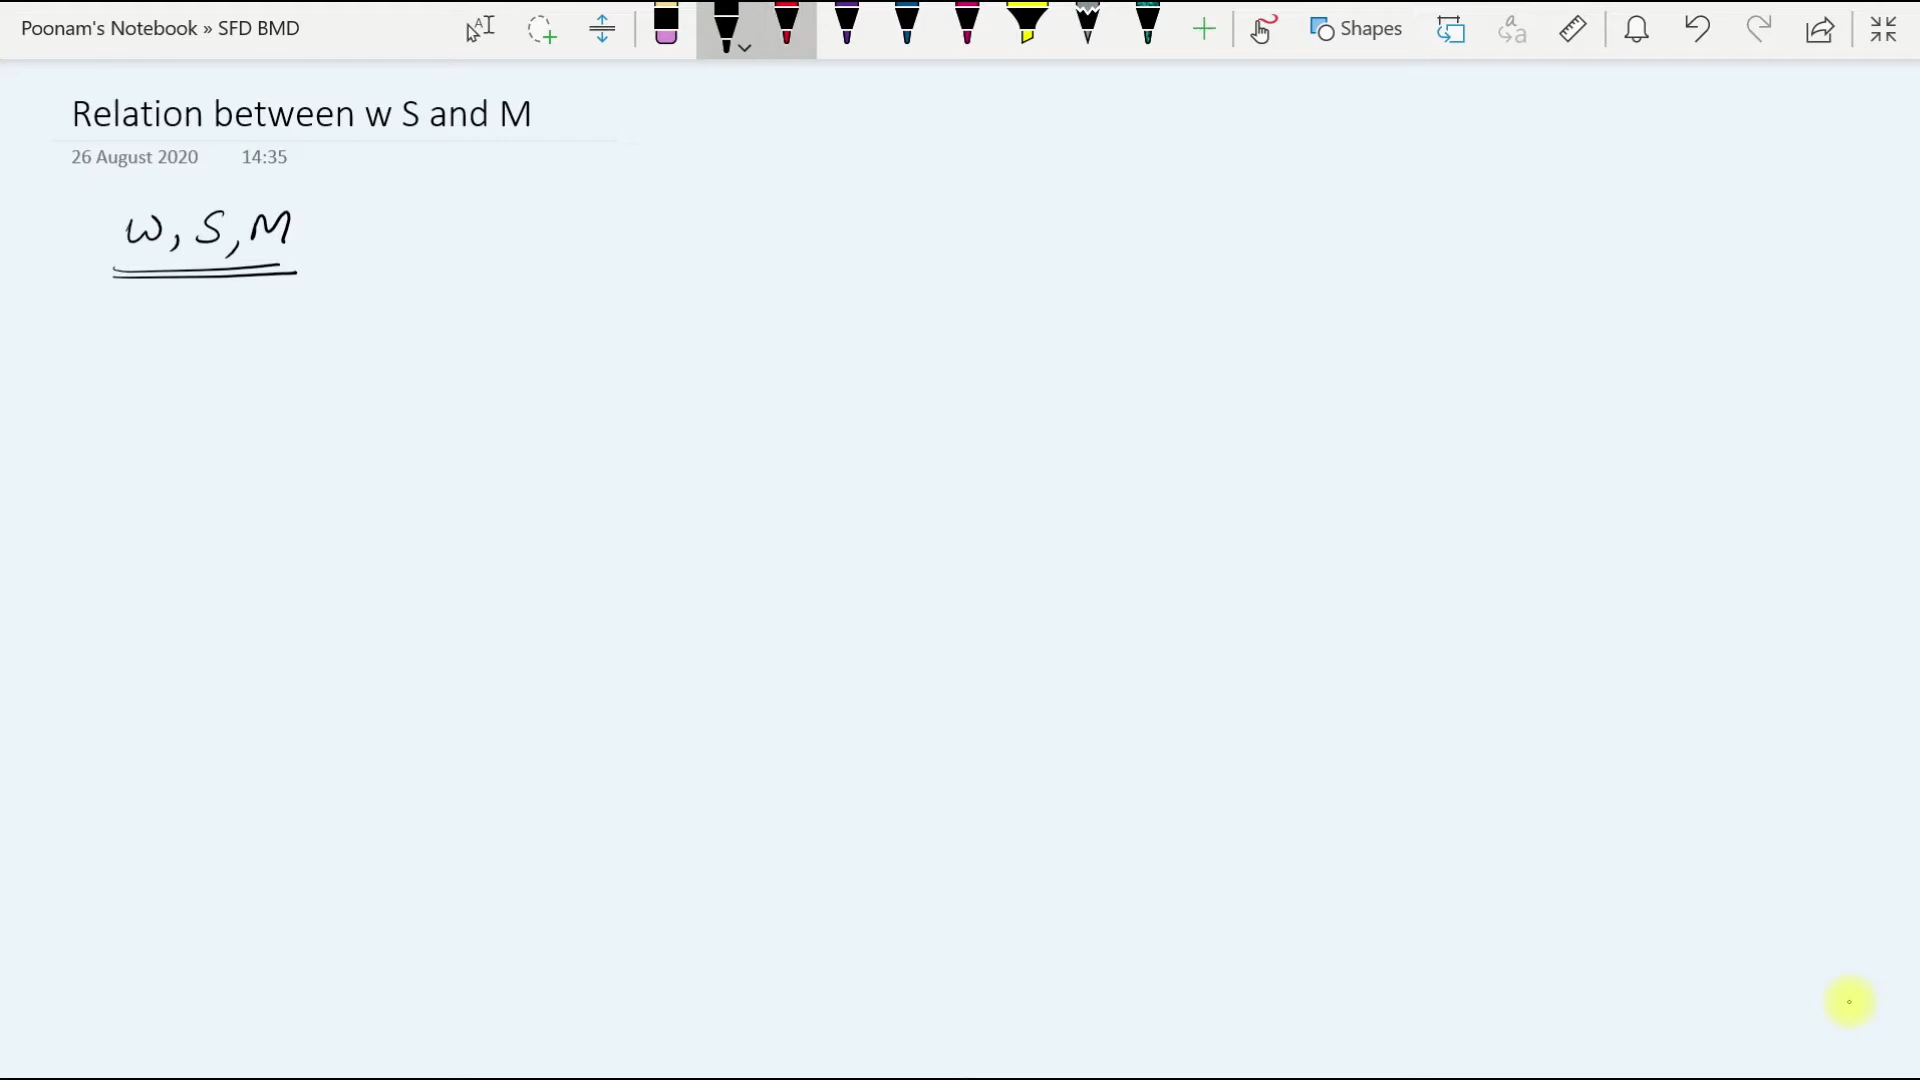 Poonam's Notebook » SFD BMD
Shapes
Relation between w S and M
26 August 2020 14:35
w, S, M